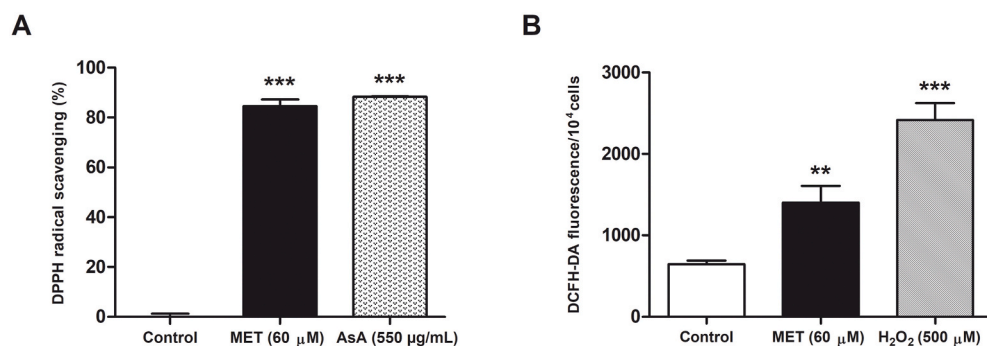 A
DPPH radical scavenging (%)
100
80
60
40
20
0
***
***
Control
MET (60 μM)
AsA (550 µg/mL)
B
DCFH-DA fluorescence/10⁴cells
3000
2000
1000
0
**
***
Control
MET (60 μM)
H₂O₂ (500 μM)